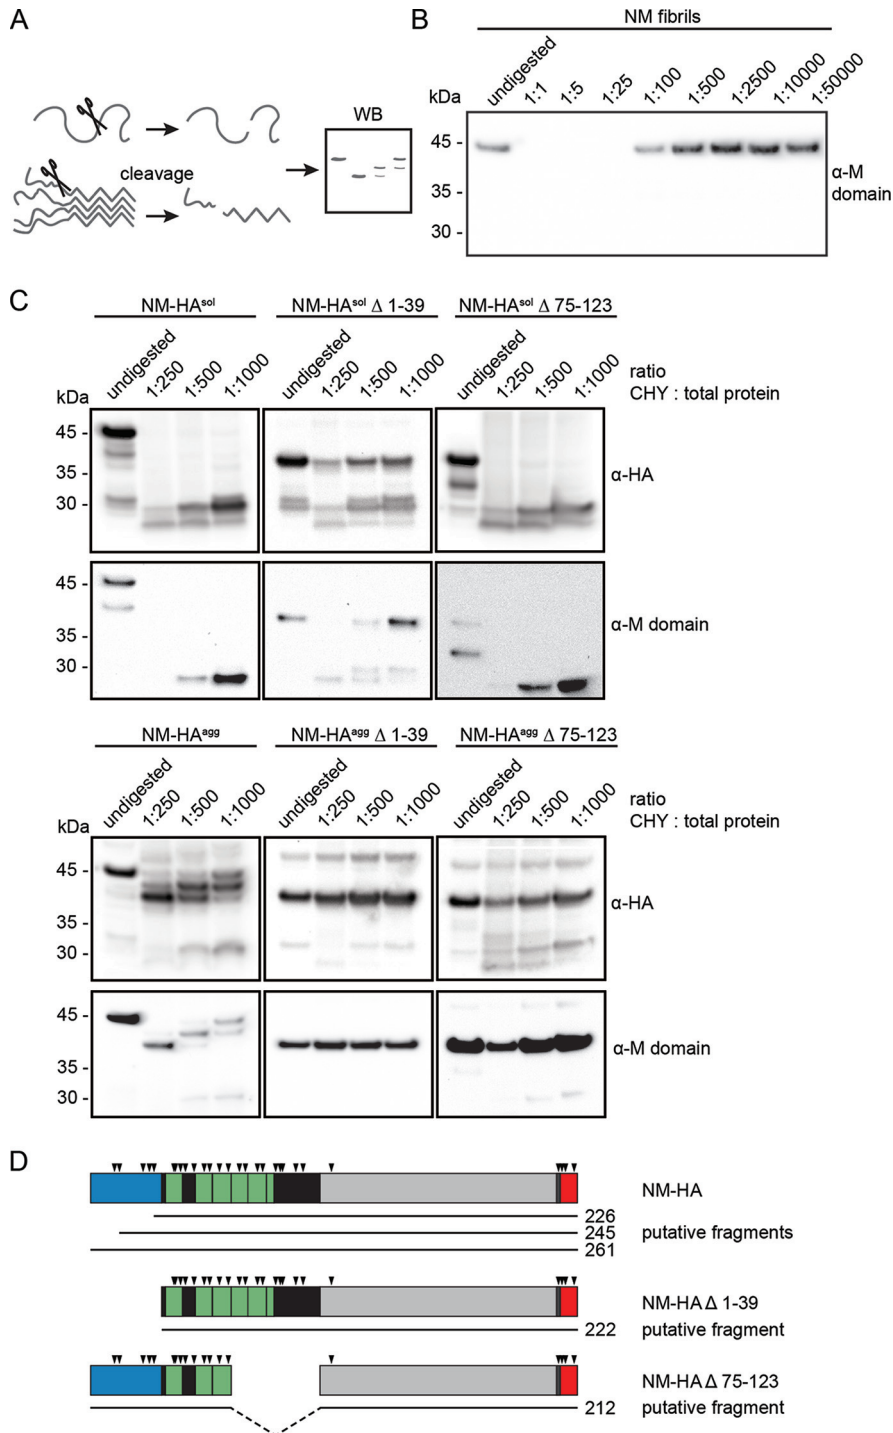 A
WB
cleavage
B
NM fibrils
undigested 1:1 1:5 1:25 1:100 1:500 1:2500 1:10000 1:50000
kDa
45 -
35 -
30 -
α-M
domain
C
NM-HAsol NM-HAsol Δ 1-39 NM-HAsol Δ 75-123
undigested 1:250 1:500 1:1000 undigested 1:250 1:500 1:1000 undigested 1:250 1:500 1:1000
ratio
CHY : total protein
kDa
45 -
35 -
30 -
α-HA
45 -
35 -
30 -
α-M domain
NM-HAagg NM-HAagg Δ 1-39 NM-HAagg Δ 75-123
undigested 1:250 1:500 1:1000 undigested 1:250 1:500 1:1000 undigested 1:250 1:500 1:1000
ratio
CHY : total protein
kDa
45 -
35 -
30 -
α-HA
45 -
35 -
30 -
α-M domain
D
NM-HA
226
245 putative fragments
261
NM-HA Δ 1-39
222 putative fragment
NM-HA Δ 75-123
212 putative fragment